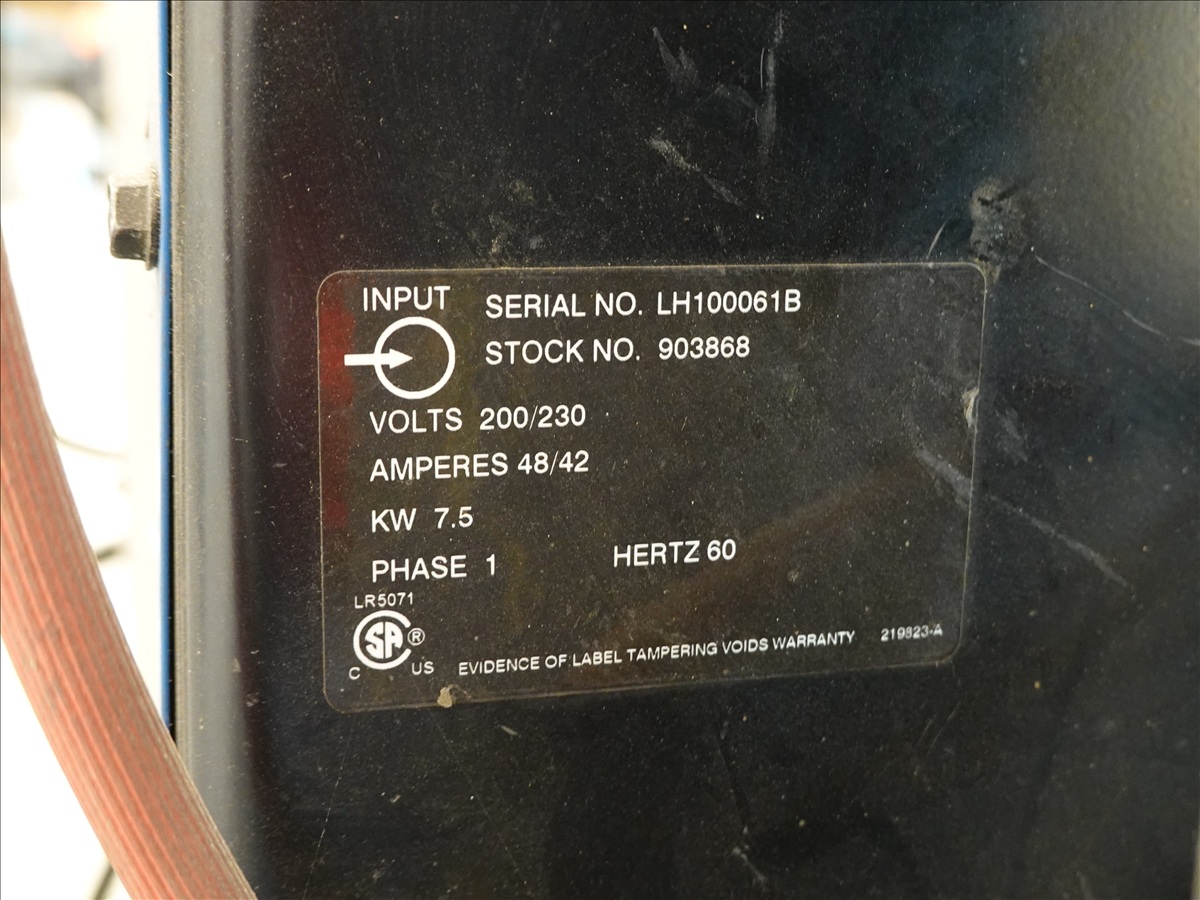 INPUT
SERIAL NO. LH100061B
STOCK NO. 903868
VOLTS 200/230
AMPERES 48/42
KW 7.5
PHASE 1 HERTZ 60
LR5071
SA ®
C US
EVIDENCE OF LABEL TAMPERING VOIDS WARRANTY 219823-A